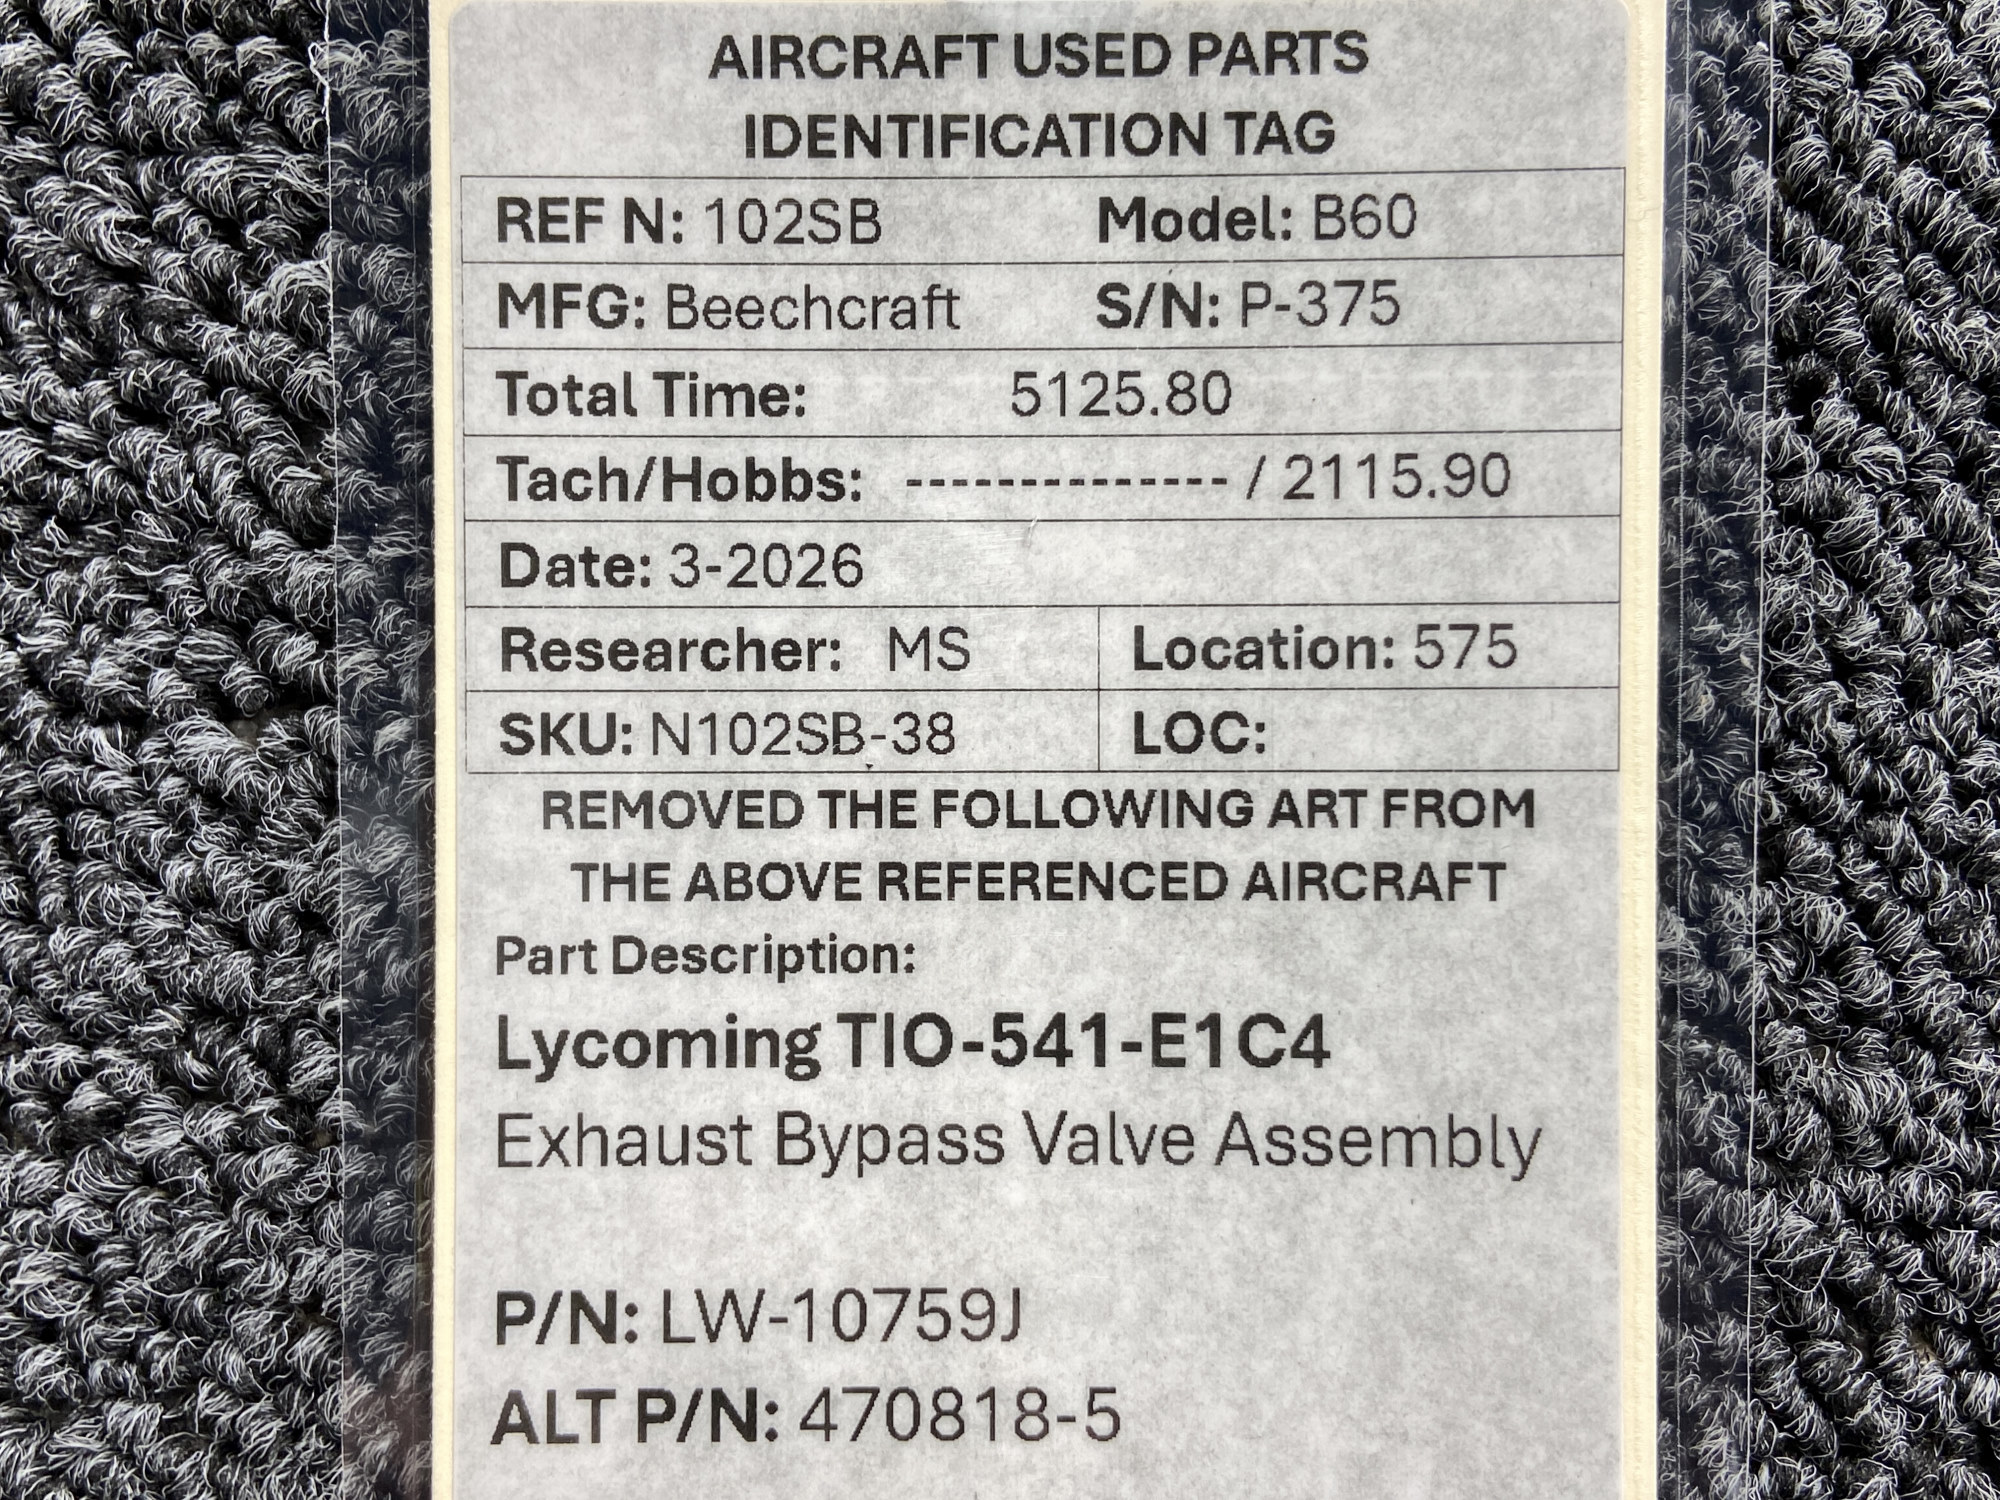 AIRCRAFT USED PARTS
IDENTIFICATION TAG
REF N: 102SB Model: B60
MFG: Beechcraft S/N: P-375
Total Time: 5125.80
Tach/Hobbs: -------------- / 2115.90
Date: 3-2026
Researcher: MS Location: 575
SKU: N102SB-38 LOC:
REMOVED THE FOLLOWING ART FROM
THE ABOVE REFERENCED AIRCRAFT
Part Description:
Lycoming TIO-541-E1C4
Exhaust Bypass Valve Assembly
P/N: LW-10759J
ALT P/N: 470818-5